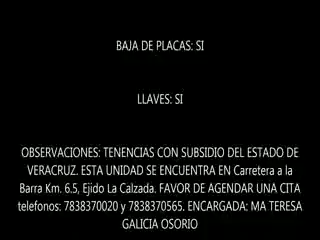 BAJA DE PLACAS: SI
LLAVES: SI
OBSERVACIONES: TENENCIAS CON SUBSIDIO DEL ESTADO DE
VERACRUZ. ESTA UNIDAD SE ENCUENTRA EN Carretera a la
Barra Km. 6.5, Ejido La Calzada. FAVOR DE AGENDAR UNA CITA
telefonos: 7838370020 y 7838370565. ENCARGADA: MA TERESA
GALICIA OSORIO